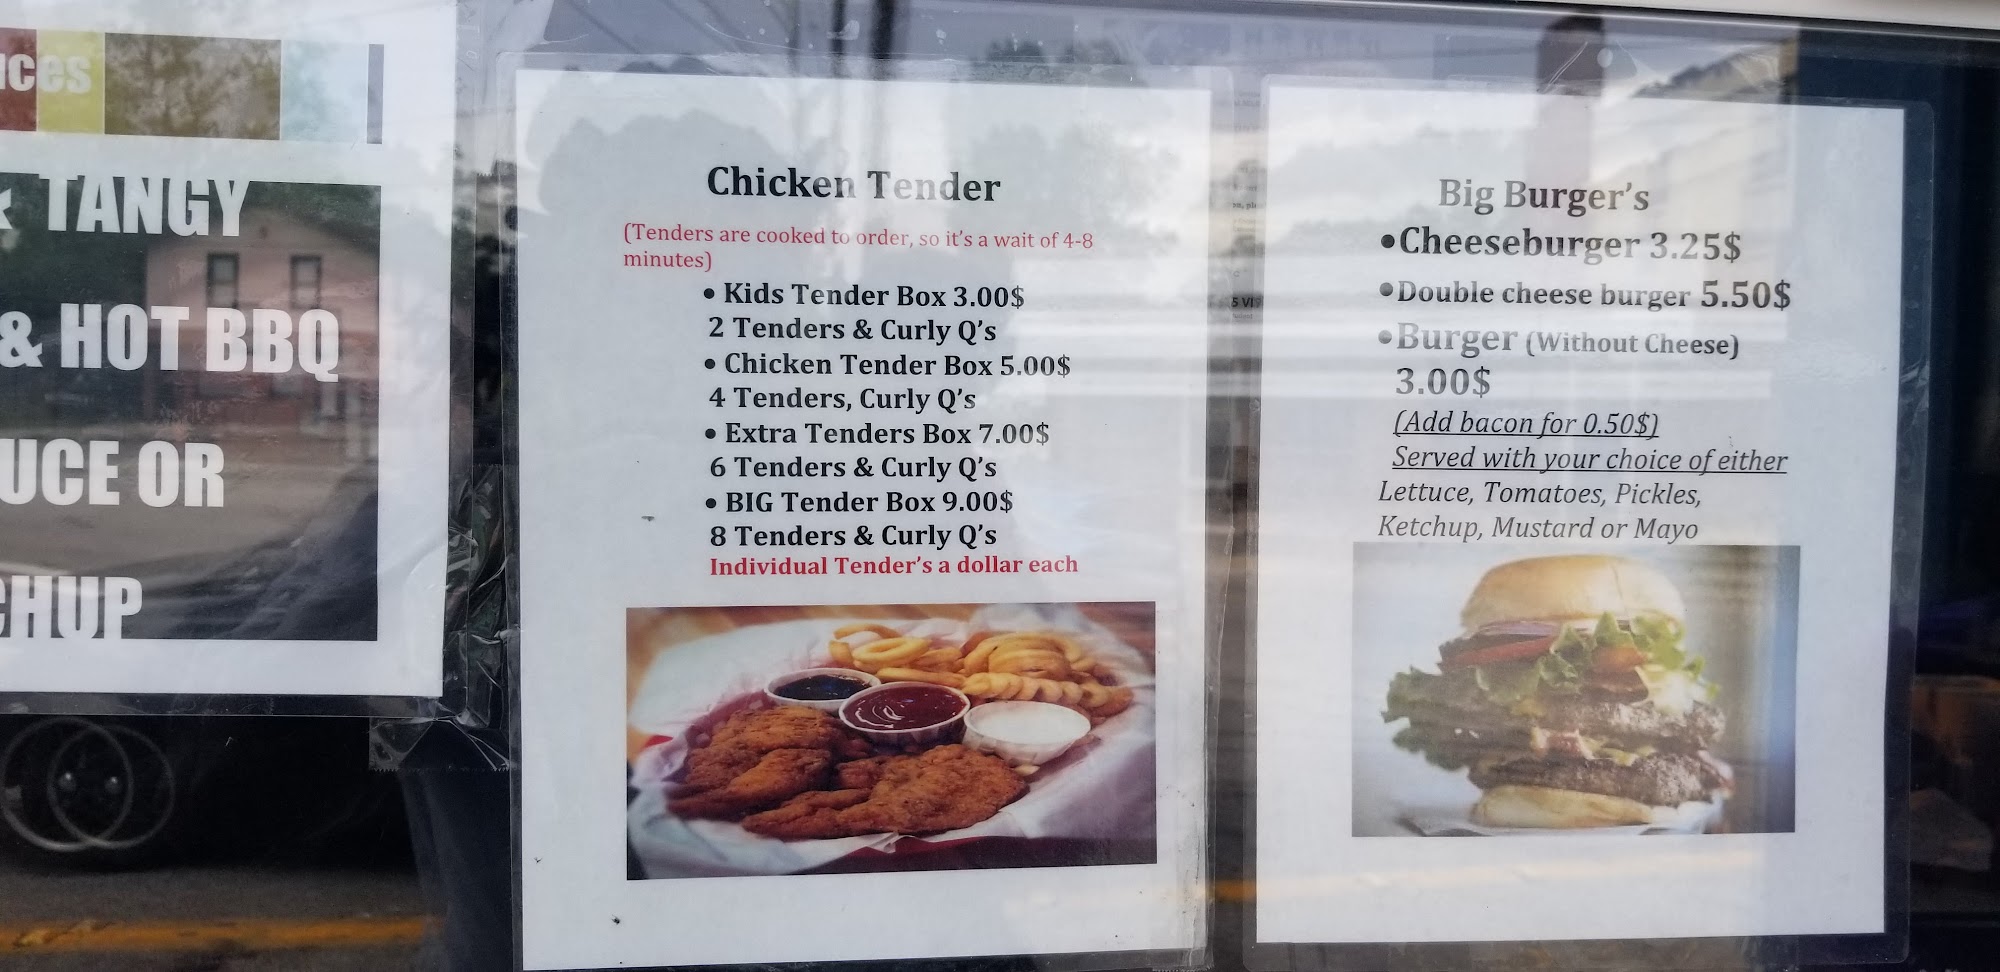 TANGY
& HOT BBQ
OR
Chicken Tender
(Tenders are cooked to order, so it's a wait of 4-8
minutes)
• Kids Tender Box 3.00$
2 Tenders & Curly Q's
• Chicken Tender Box 5.00$
4 Tenders, Curly Q's
• Extra Tenders Box 7.00$
6 Tenders & Curly Q's
• BIG Tender Box 9.00$
8 Tenders & Curly Q's
Individual Tender's a dollar each
Big Burger's
•Cheeseburger 3.25$
•Double cheese burger 5.50$
•Burger (Without Cheese)
3.00$
(Add bacon for 0.50$)
Served with your choice of either
Lettuce, Tomatoes, Pickles,
Ketchup, Mustard or Mayo